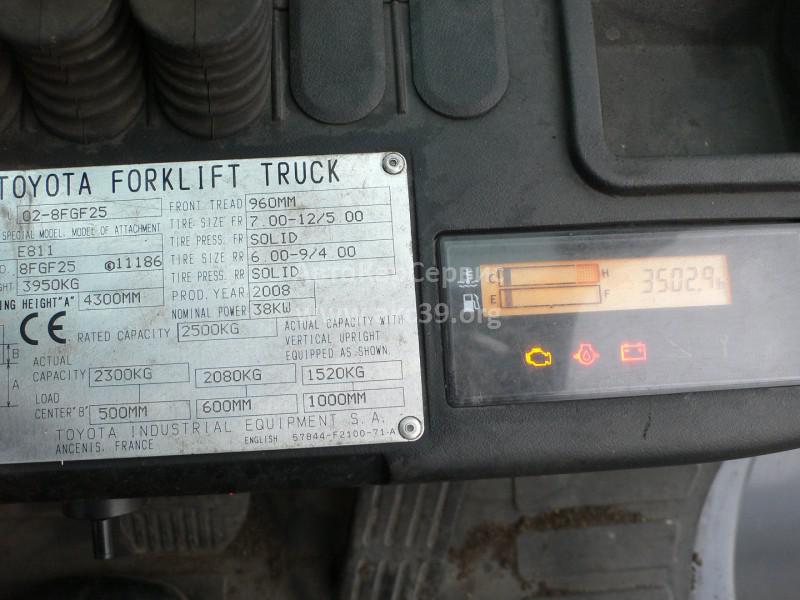 TOYOTA FORKLIFT TRUCK
02-8FGF25
FRONT TREAD 960MM
SPECIAL MODEL. MODEL OF ATTACHMENT
TIRE SIZE FR 7.00-12/5.00
E811
TIRE PRESS. FR SOLID
8FGF25 11186
TIRE SIZE RR 6.00-9/4.00
3950KG
TIRE PRESS. RR SOLID
HEIGHT"A" 4300MM
PROD. YEAR 2008
NOMINAL POWER 38KW
CE
RATED CAPACITY 2500KG
ACTUAL CAPACITY WITH
VERTICAL UPRIGHT
EQUIPPED AS SHOWN.
B
A
ACTUAL
CAPACITY 2300KG 2080KG 1520KG
LOAD
CENTER"B" 500MM 600MM 1000MM
TOYOTA INDUSTRIAL EQUIPMENT S.A.
ANCENIS, FRANCE ENGLISH 57844-F2100-71-A
C H
E F
3502.9h
АвтоКарСервис